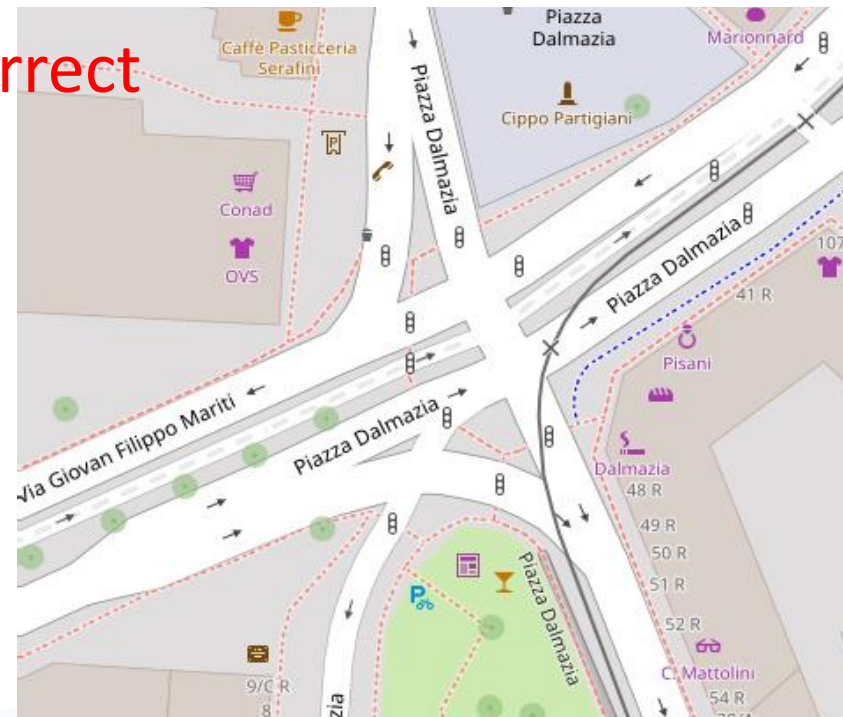 rrect
Caffè Pasticceria
Serafini
Piazza
Dalmazia
Marionnard
Cippo Partigiani
Piazza Dalmazia
P
Conad
OVS
Piazza Dalmazia
107
41 R
Pisani
Via Giovan Filippo Mariti
Piazza Dalmazia
Dalmazia
48 R
49 R
50 R
51 R
52 R
P
Piazza Dalmazia
C. Mattolini
54 R
9/C R
8
zia